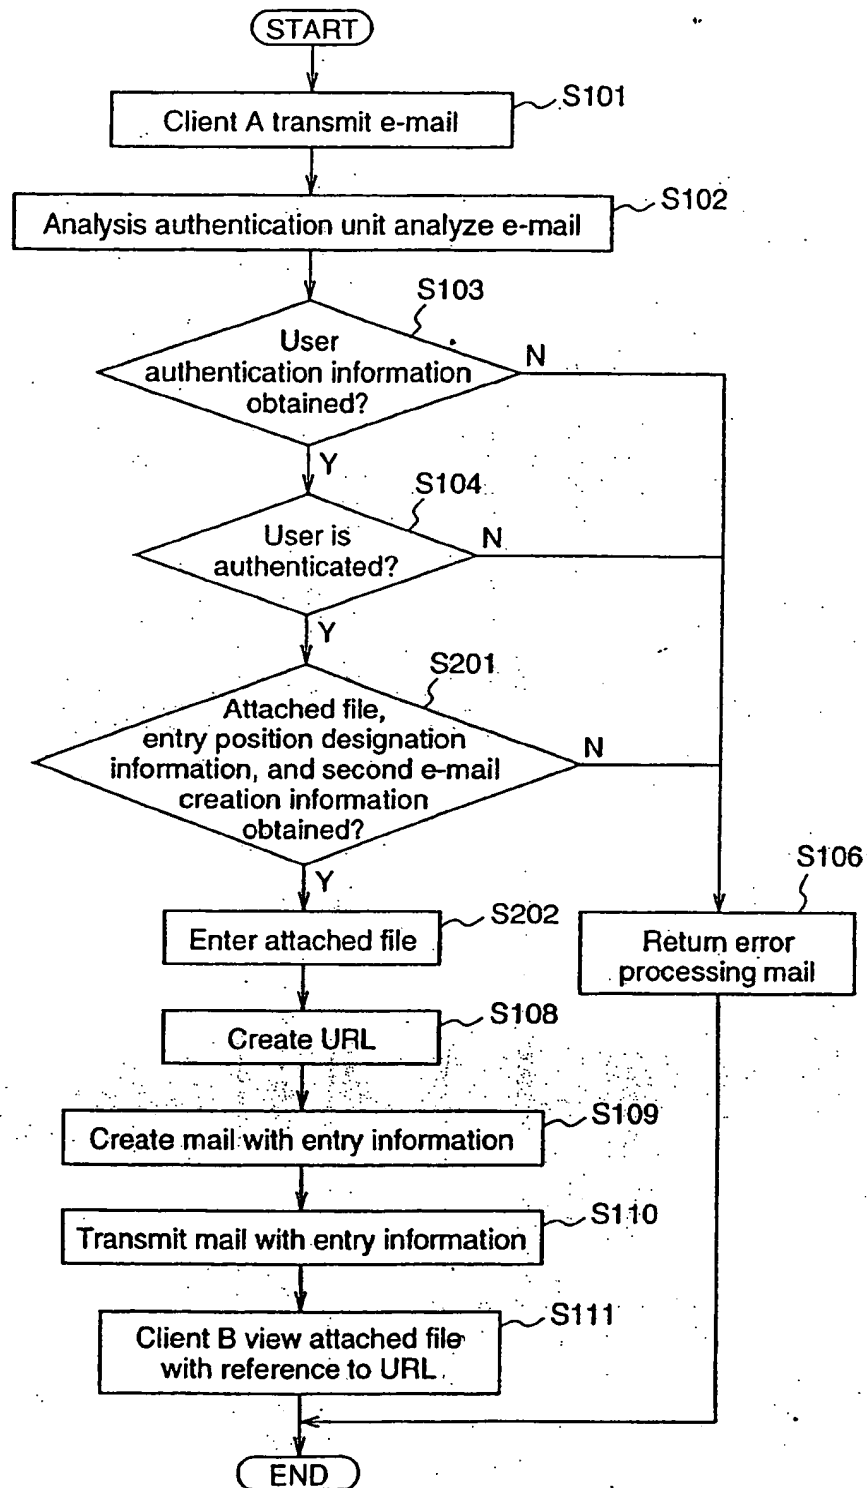 START
Client A transmit e-mail
S101
Analysis authentication unit analyze e-mail
S102
S103
User
authentication information
obtained?
N
Y
S104
User is
authenticated?
N
Y
S201
Attached file,
entry position designation
information, and second e-mail
creation information
obtained?
N
Y
S106
Return error
processing mail
Enter attached file
S202
Create URL
S108
Create mail with entry information
S109
Transmit mail with entry information
S110
Client B view attached file
with reference to URL
S111
END